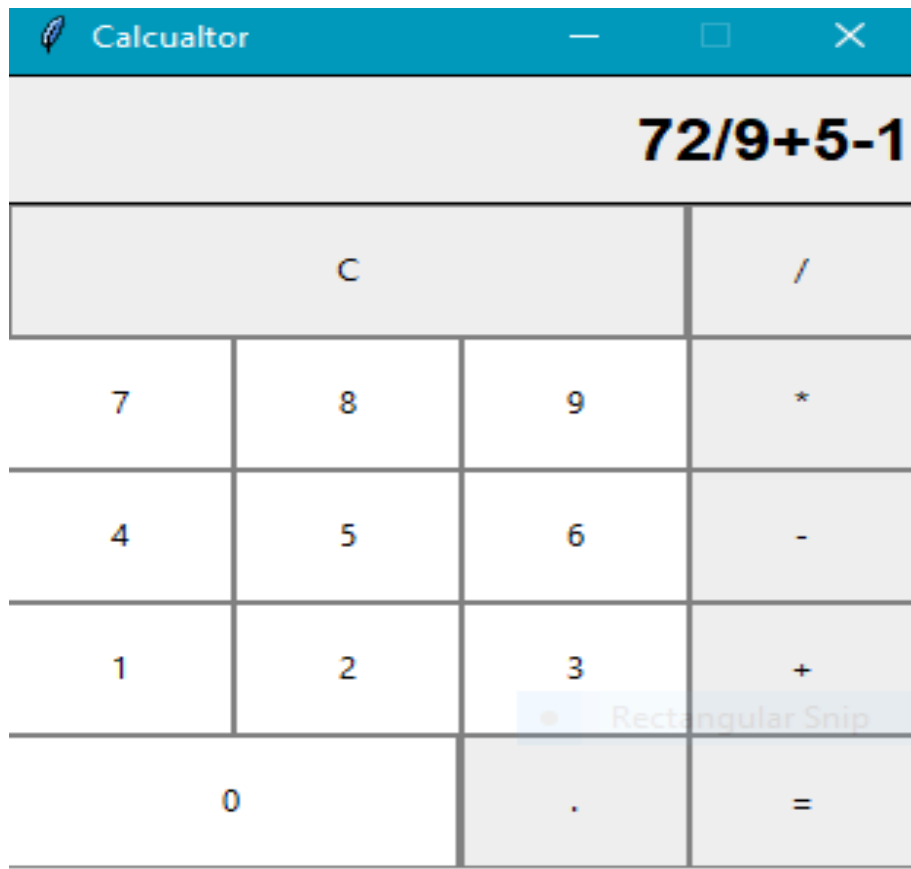 Calcualtor
72/9+5-1
C /
7 8 9 *
4 5 6 -
1 2 3 +
Rectangular Snip
0 . =